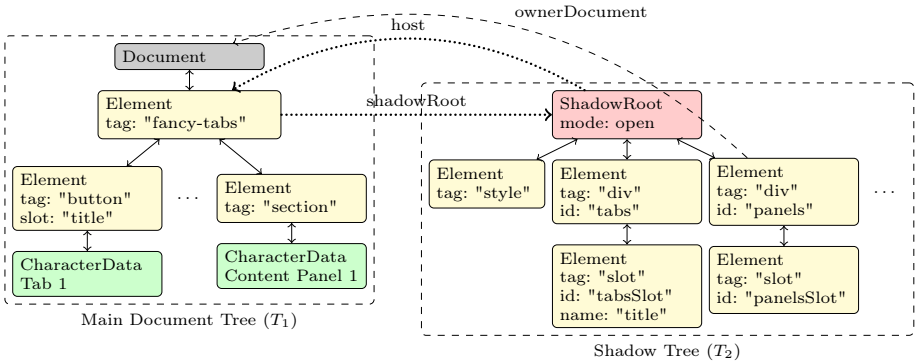 ownerDocument
host
Document
Element
tag: "fancy-tabs"
shadowRoot
ShadowRoot
mode: open
Element
tag: "button"
slot: "title"
...
Element
tag: "section"
Element
tag: "style"
Element
tag: "div"
id: "tabs"
Element
tag: "div"
id: "panels"
...
CharacterData
Tab 1
CharacterData
Content Panel 1
Element
tag: "slot"
id: "tabsSlot"
name: "title"
Element
tag: "slot"
id: "panelsSlot"
Main Document Tree (T₁)
Shadow Tree (T₂)